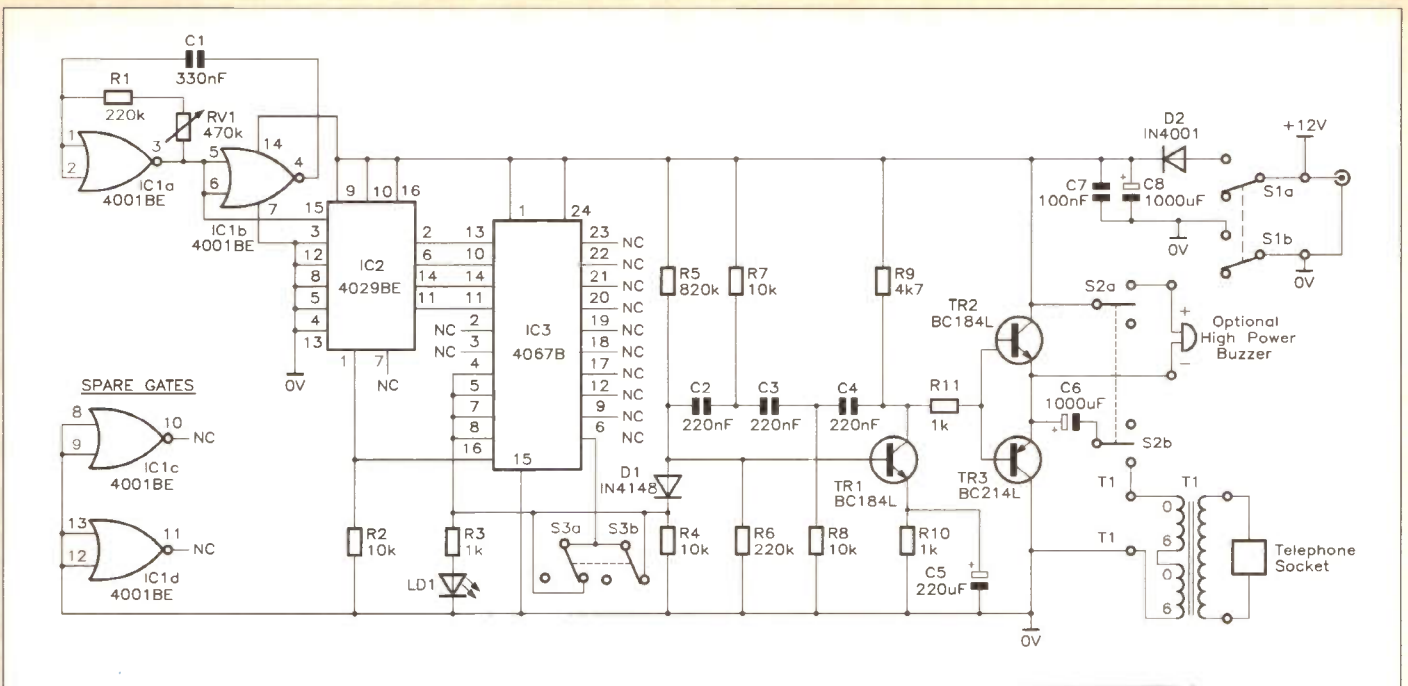 C1
330nF
R1
220k
RV1
470k
1
2
3
IC1a
4001BE
14
5
6
4
7
IC1b
4001BE
9
10
16
15
3
12
8
5
4
13
IC2
4029BE
2
6
14
11
1
7
NC
0V
1
24
13
10
14
11
NC
2
NC
3
4
5
7
8
16
15
IC3
4067B
23
NC
22
NC
21
NC
20
NC
19
NC
18
NC
17
NC
12
NC
9
NC
6
NC
SPARE GATES
8
9
10
NC
IC1c
4001BE
13
12
11
NC
IC1d
4001BE
R2
10k
R3
1k
LD1
S3a
S3b
D1
IN4148
R4
10k
R5
820k
R7
10k
R9
4k7
C2
220nF
C3
220nF
C4
220nF
R11
1k
R6
220k
R8
10k
TR1
BC184L
R10
1k
C5
+
220uF
TR2
BC184L
TR3
BC214L
C6
1000uF
+
C7
100nF
+
C8
1000uF
D2
IN4001
0V
+12V
S1a
S1b
0V
S2a
S2b
+
Optional
High Power
Buzzer
-
T1
T1
T1
0
6
0
6
Telephone
Socket
0V